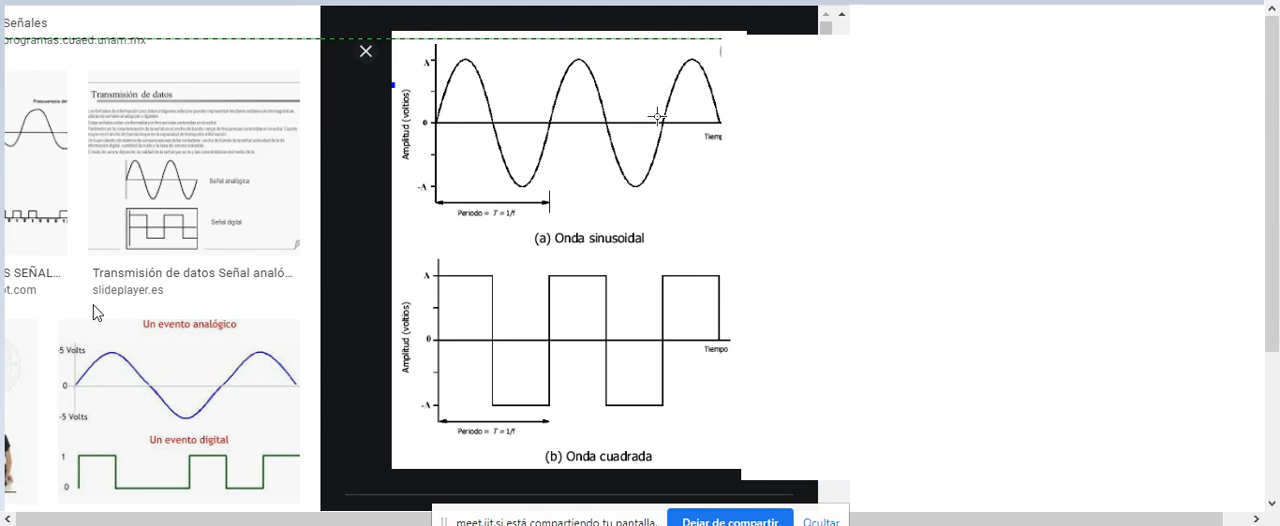 Señales
programas.cuaed.unam.mx
Transmisión de datos
Señal analógica
Señal digital
S SEÑAL...
ot.com
Transmisión de datos Señal analó...
slideplayer.es
Un evento analógico
-5 Volts
0
-5 Volts
Un evento digital
1
0
Amplitud (voltios)
A
0
-A
Tiemp
Periodo = T = 1/f
(a) Onda sinusoidal
Amplitud (voltios)
A
0
-A
Tiempo
Periodo = T = 1/f
(b) Onda cuadrada
meet.jit.si está compartiendo tu pantalla.
Dejar de compartir
Ocultar